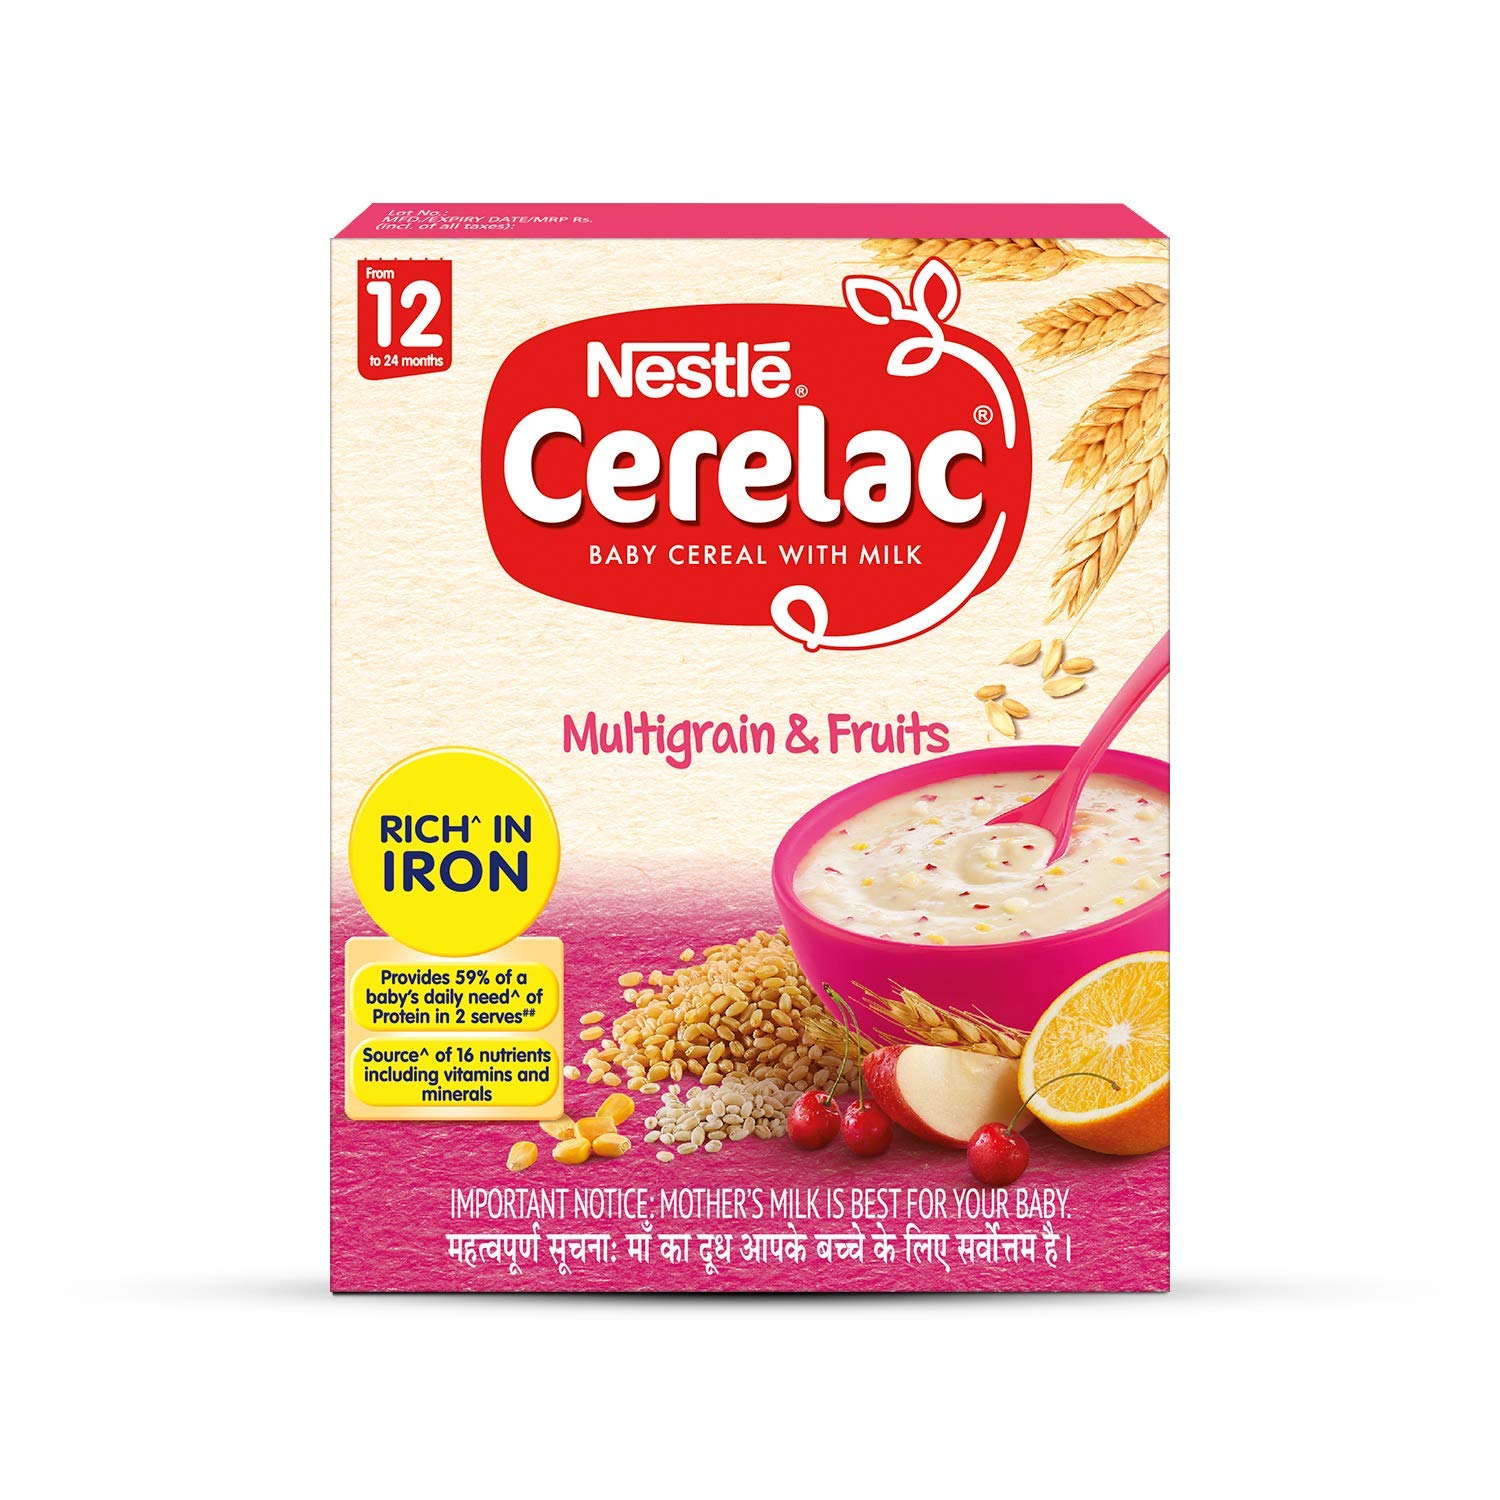 Lot No.:
MFD./EXPIRY DATE/MRP Rs.
(incl. of all taxes):
From
12
to 24 months
Nestlé®
Cerelac®
BABY CEREAL WITH MILK
Multigrain & Fruits
RICH^ IN
IRON
Provides 59% of a
baby's daily need^ of
Protein in 2 serves##
Source^ of 16 nutrients
including vitamins and
minerals
IMPORTANT NOTICE: MOTHER'S MILK IS BEST FOR YOUR BABY.
महत्वपूर्ण सूचना: माँ का दूध आपके बच्चे के लिए सर्वोत्तम है।